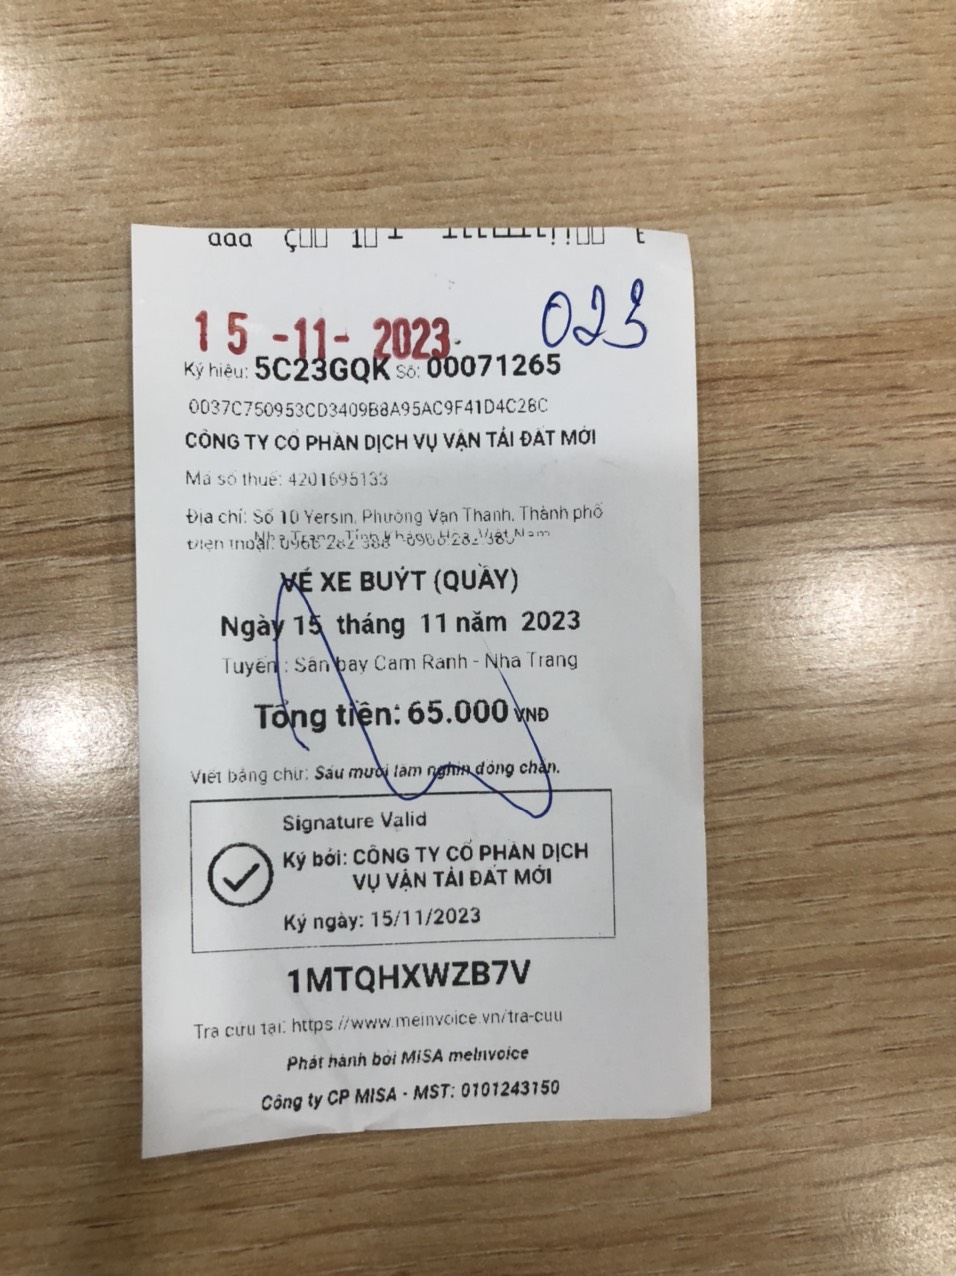 023
15 -11- 2023
Ký hiệu: 5C23GQK Số: 00071265
0037C750953CD3409B8A95AC9F41D4C28C
CÔNG TY CỔ PHẦN DỊCH VỤ VẬN TẢI ĐẤT MỚI
Mã số thuế: 4201695133
Địa chỉ: Số 10 Yersin, Phường Vạn Thạnh, Thành phố
Nha Trang, Tỉnh Khánh Hòa, Việt Nam
Điện thoại: 0966 282 388 - 0906 282 380
VÉ XE BUÝT (QUẦY)
Ngày 15 tháng 11 năm 2023
Tuyến : Sân bay Cam Ranh - Nha Trang
Tổng tiền: 65.000 VNĐ
Viết bằng chữ: Sáu mươi lăm nghìn đồng chẵn.
Signature Valid
Ký bởi: CÔNG TY CỔ PHẦN DỊCH
VỤ VẬN TẢI ĐẤT MỚI
Ký ngày: 15/11/2023
1MTQHXWZB7V
Tra cứu tại: https://www.meinvoice.vn/tra-cuu
Phát hành bởi MISA meInvoice
Công ty CP MISA - MST: 0101243150